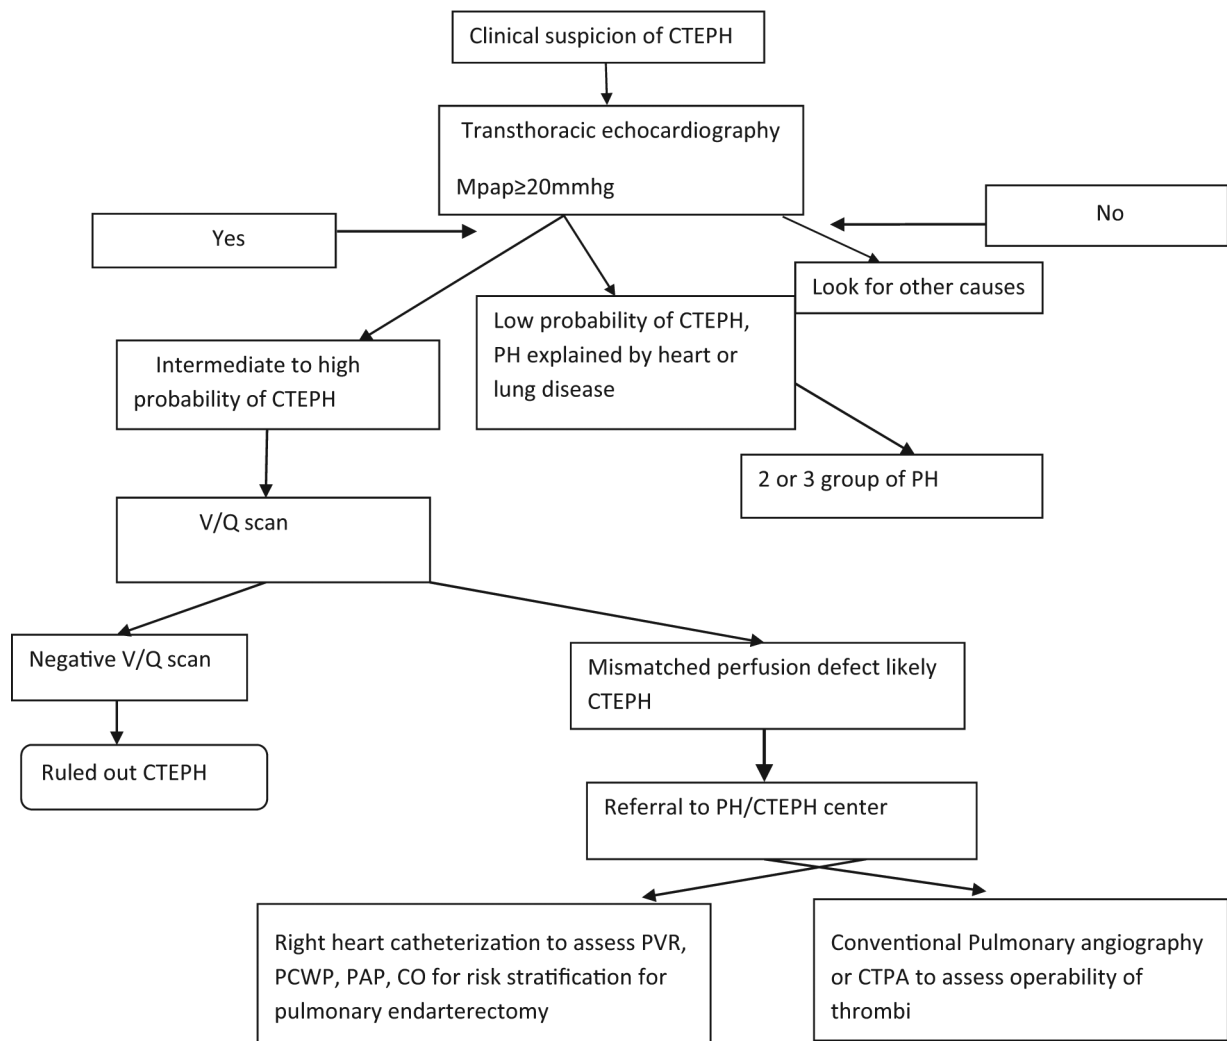 Clinical suspicion of CTEPH
Transthoracic echocardiography
Mpap≥20mmhg
Yes
No
Look for other causes
Low probability of CTEPH,
PH explained by heart or
lung disease
Intermediate to high
probability of CTEPH
2 or 3 group of PH
V/Q scan
Negative V/Q scan
Mismatched perfusion defect likely
CTEPH
Ruled out CTEPH
Referral to PH/CTEPH center
Right heart catheterization to assess PVR,
PCWP, PAP, CO for risk stratification for
pulmonary endarterectomy
Conventional Pulmonary angiography
or CTPA to assess operability of
thrombi